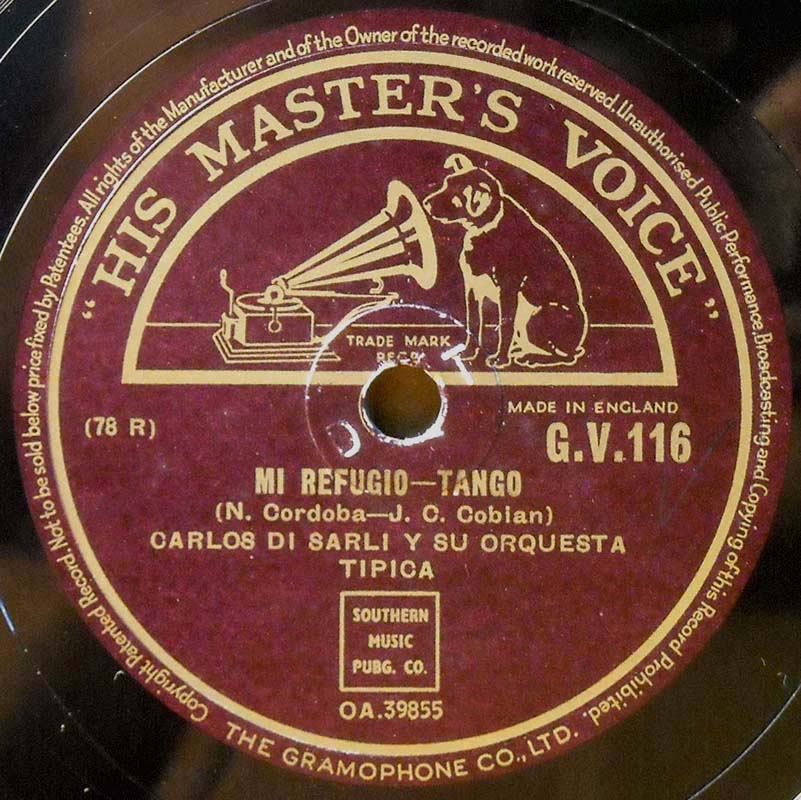 Copyright Patented Record. Not to be sold below price fixed by Patentees. All rights of the Manufacturer and of the Owner of the recorded work reserved. Unauthorised Public Performance, Broadcasting and Copying of this Record Prohibited.
"HIS MASTER'S VOICE"
TRADE MARK
T
D
MADE IN ENGLAND
(78 R)
G.V.116
MI REFUGIO—TANGO
(N. Cordoba—J. C. Cobian)
CARLOS DI SARLI Y SU ORQUESTA
TIPICA
SOUTHERN
MUSIC
PUBG. CO.
OA.39855
THE GRAMOPHONE CO., LTD.